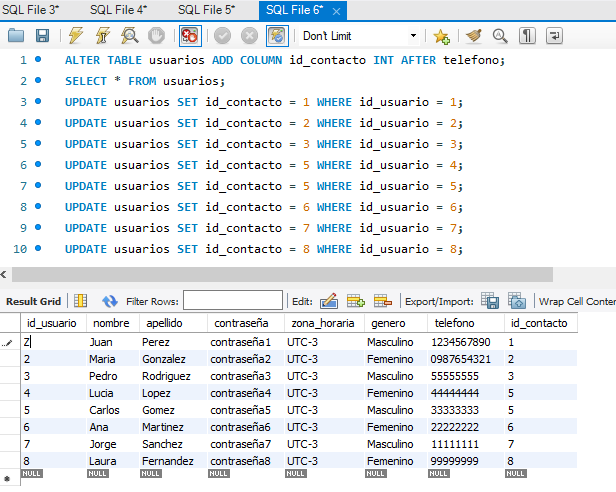 SQL File 3* SQL File 4* SQL File 5* SQL File 6*
Don't Limit
1 ALTER TABLE usuarios ADD COLUMN id_contacto INT AFTER telefono;
2 SELECT * FROM usuarios;
3 UPDATE usuarios SET id_contacto = 1 WHERE id_usuario = 1;
4 UPDATE usuarios SET id_contacto = 2 WHERE id_usuario = 2;
5 UPDATE usuarios SET id_contacto = 3 WHERE id_usuario = 3;
6 UPDATE usuarios SET id_contacto = 5 WHERE id_usuario = 4;
7 UPDATE usuarios SET id_contacto = 5 WHERE id_usuario = 5;
8 UPDATE usuarios SET id_contacto = 6 WHERE id_usuario = 6;
9 UPDATE usuarios SET id_contacto = 7 WHERE id_usuario = 7;
10 UPDATE usuarios SET id_contacto = 8 WHERE id_usuario = 8;
Result Grid Filter Rows: Edit: Export/Import: Wrap Cell Conter
id_usuario nombre apellido contraseña zona_horaria genero telefono id_contacto
Z Juan Perez contraseña1 UTC-3 Masculino 1234567890 1
2 Maria Gonzalez contraseña2 UTC-3 Femenino 0987654321 2
3 Pedro Rodriguez contraseña3 UTC-3 Masculino 55555555 3
4 Lucia Lopez contraseña4 UTC-3 Femenino 44444444 5
5 Carlos Gomez contraseña5 UTC-3 Masculino 33333333 5
6 Ana Martinez contraseña6 UTC-3 Femenino 22222222 6
7 Jorge Sanchez contraseña7 UTC-3 Masculino 11111111 7
8 Laura Fernandez contraseña8 UTC-3 Femenino 99999999 8
NULL NULL NULL NULL NULL NULL NULL NULL